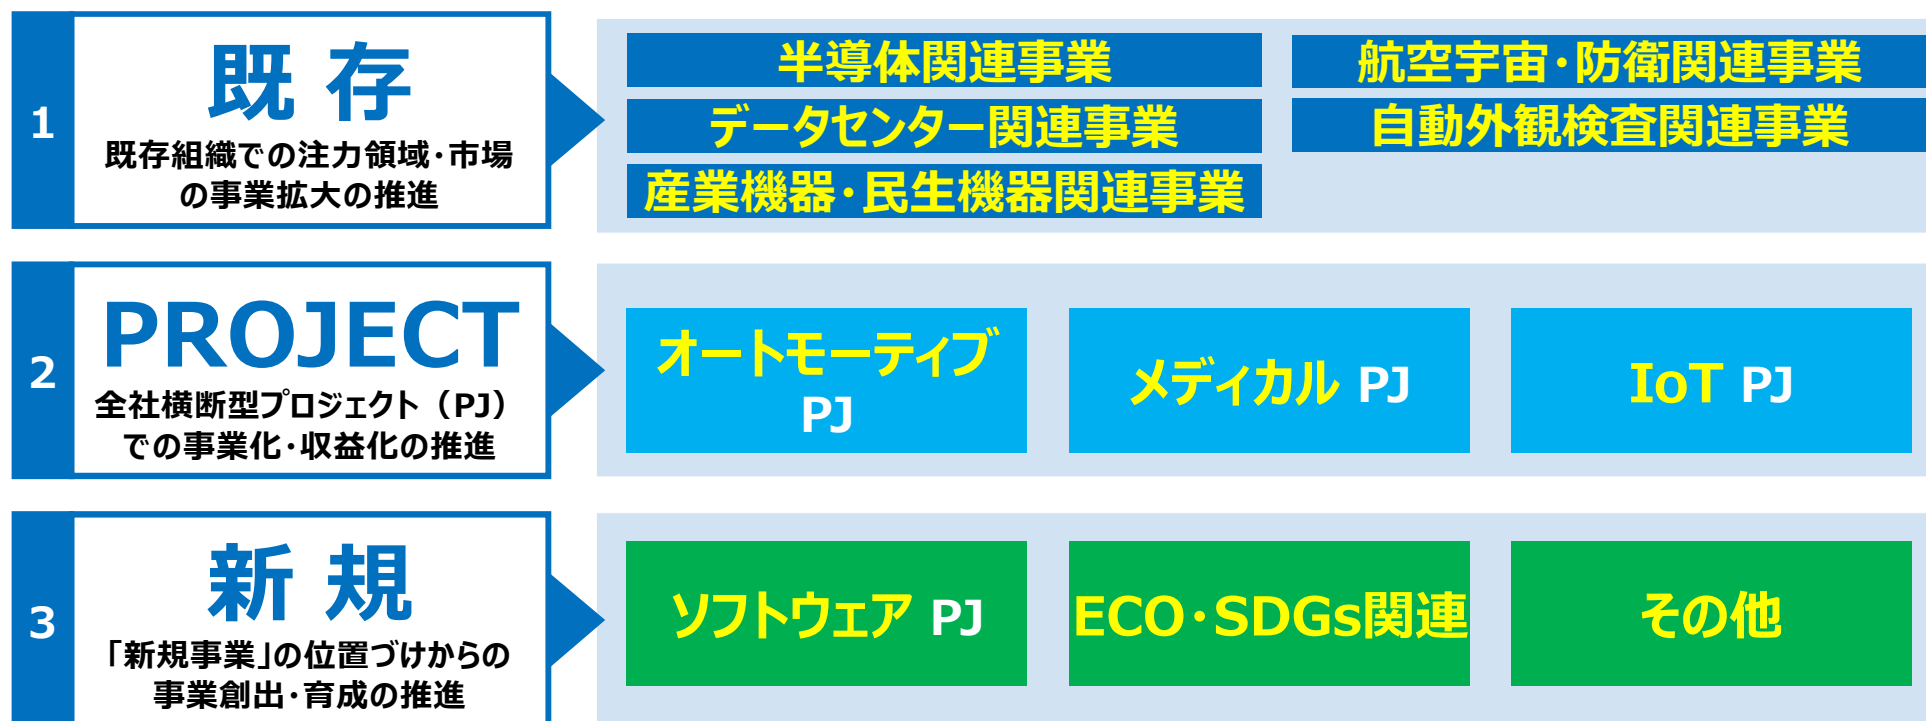 1
既存
既存組織での注力領域･市場
の事業拡大の推進
半導体関連事業
データセンター関連事業
産業機器･民生機器関連事業
航空宇宙･防衛関連事業
自動外観検査関連事業
2
PROJECT
全社横断型プロジェクト（PJ）
での事業化･収益化の推進
オートモーティブ
PJ
メディカル PJ
IoT PJ
3
新規
｢新規事業｣の位置づけからの
事業創出･育成の推進
ソフトウェア PJ
ECO･SDGs関連
その他